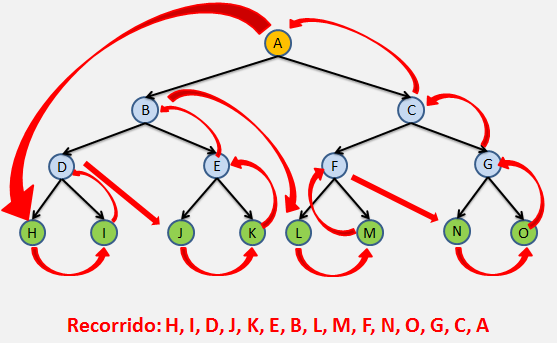 A
B C
D E F G
H I J K L M N O
Recorrido: H, I, D, J, K, E, B, L, M, F, N, O, G, C, A